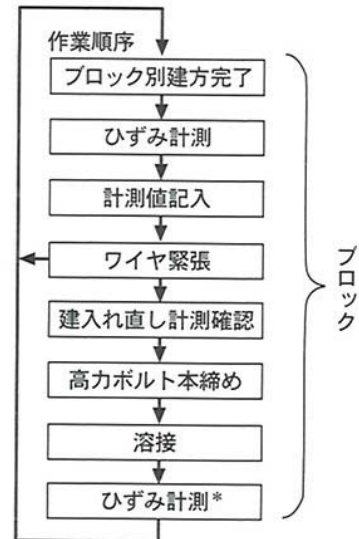 作業順序
ブロック別建方完了
ひずみ計測
計測値記入
ワイヤ緊張
建入れ直し計測確認
高力ボルト本締め
溶接
ひずみ計測*
ブロック